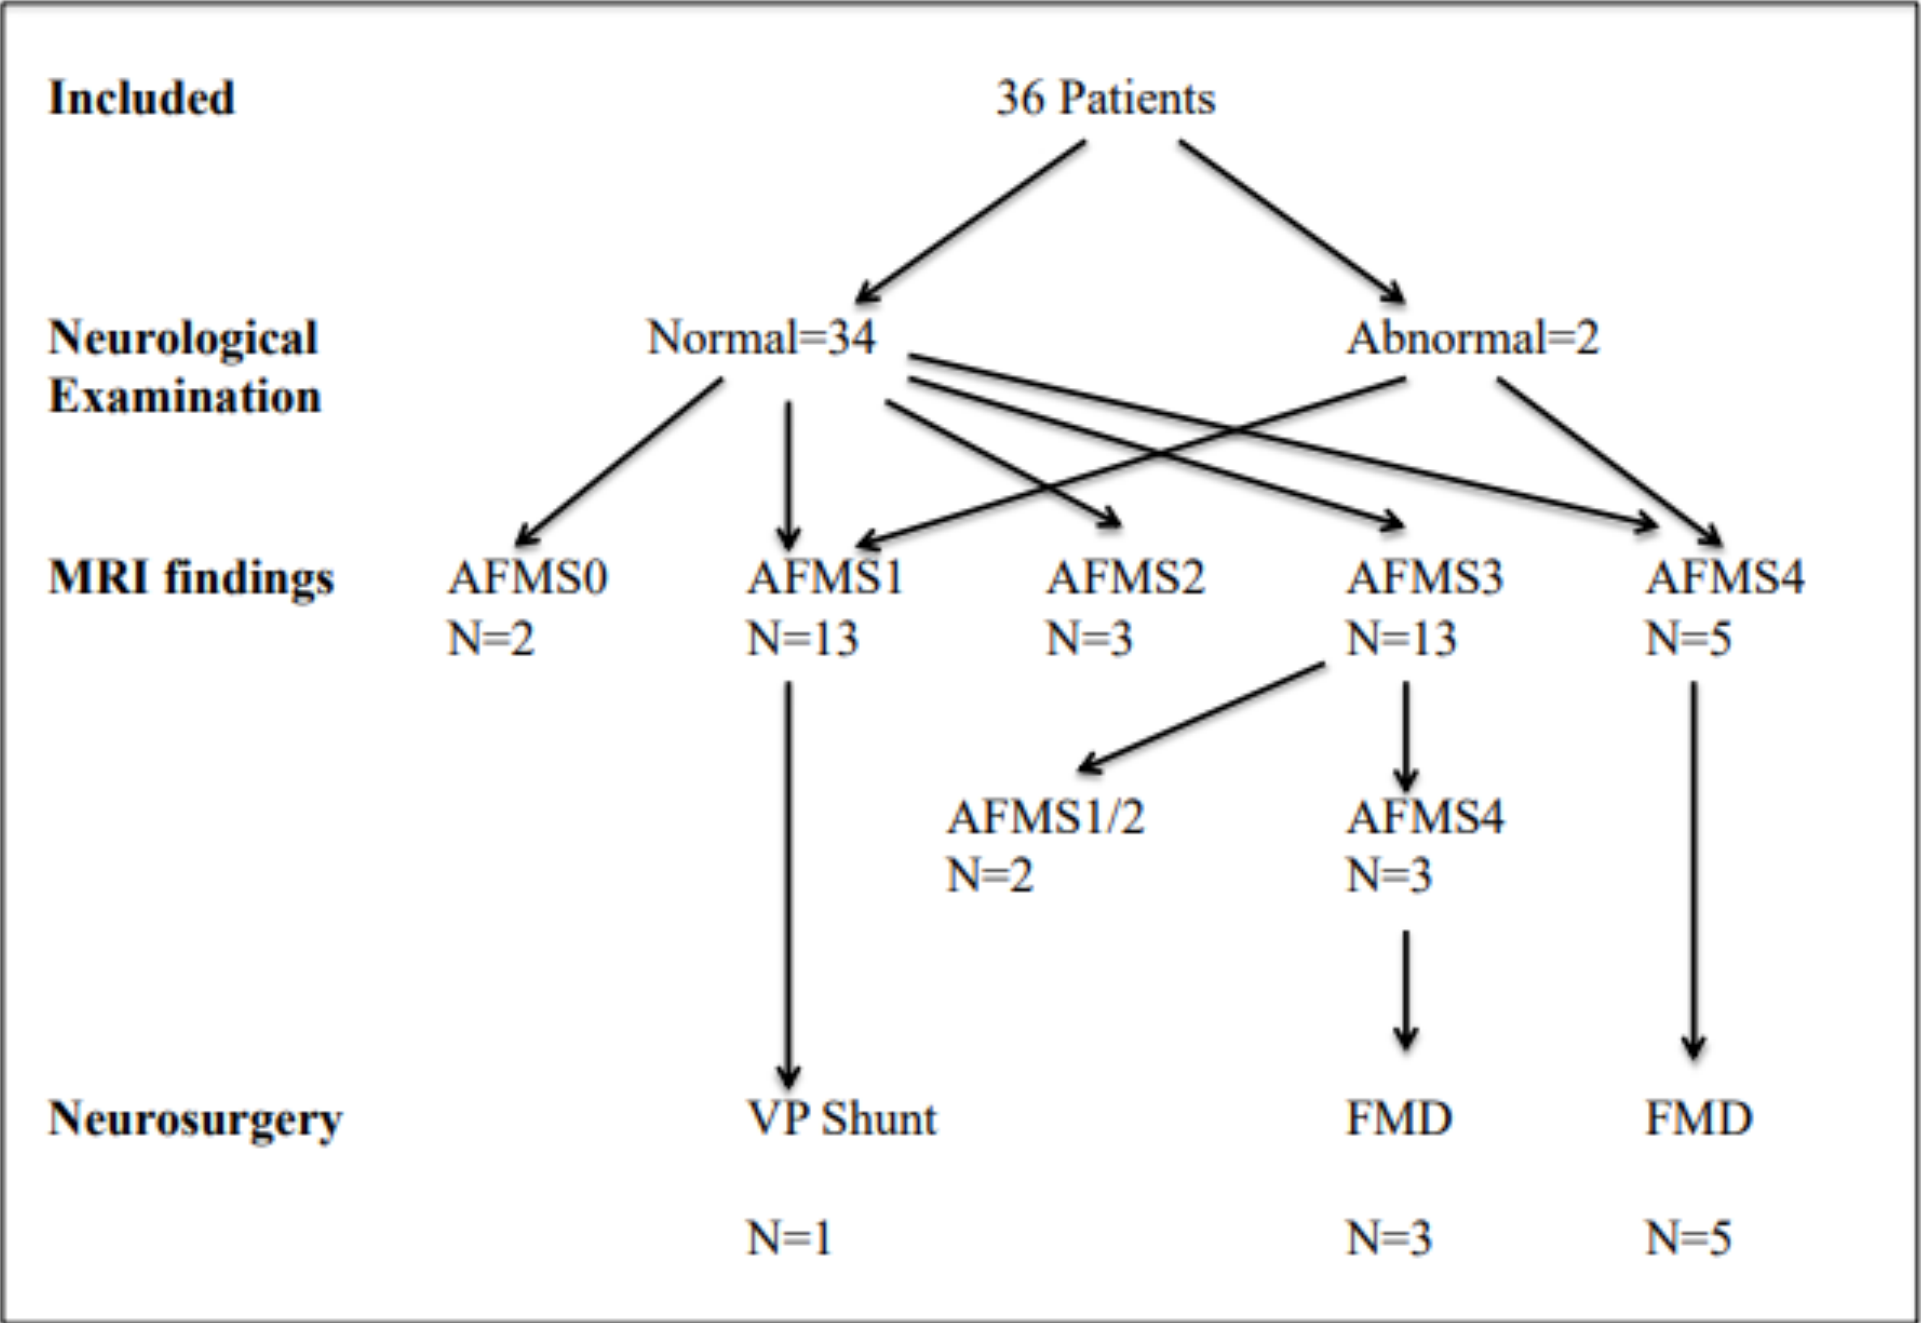 Included 36 Patients
Neurological Normal=34 Abnormal=2
Examination
MRI findings AFMS0 AFMS1 AFMS2 AFMS3 AFMS4
N=2 N=13 N=3 N=13 N=5
AFMS1/2 AFMS4
N=2 N=3
Neurosurgery VP Shunt FMD FMD
N=1 N=3 N=5